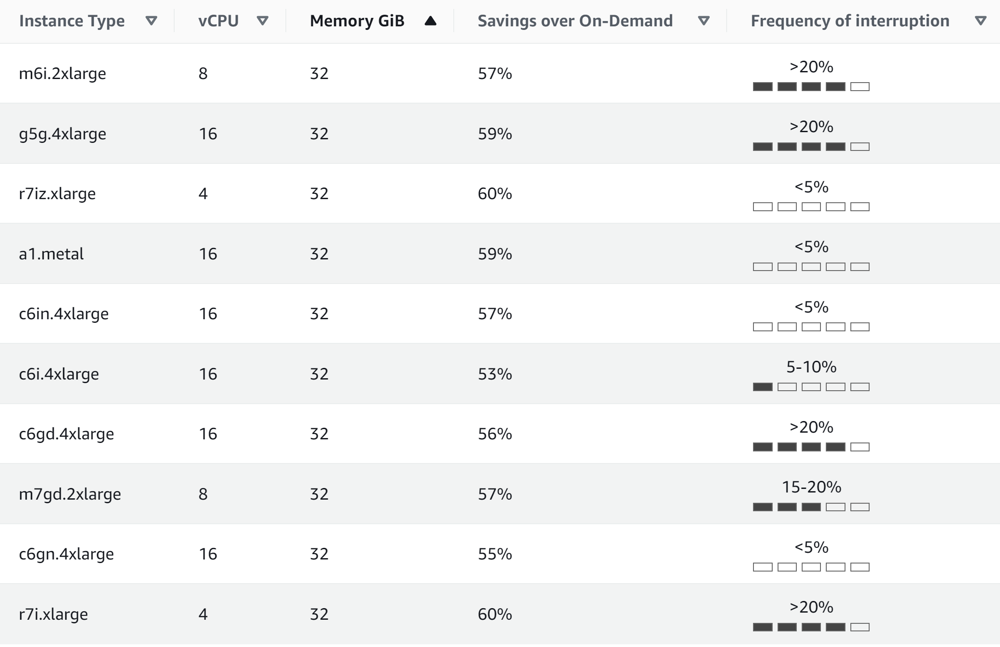 Instance Type vCPU Memory GiB Savings over On-Demand Frequency of interruption
m6i.2xlarge 8 32 57% >20%
g5g.4xlarge 16 32 59% >20%
r7iz.xlarge 4 32 60% <5%
a1.metal 16 32 59% <5%
c6in.4xlarge 16 32 57% <5%
c6i.4xlarge 16 32 53% 5-10%
c6gd.4xlarge 16 32 56% >20%
m7gd.2xlarge 8 32 57% 15-20%
c6gn.4xlarge 16 32 55% <5%
r7i.xlarge 4 32 60% >20%